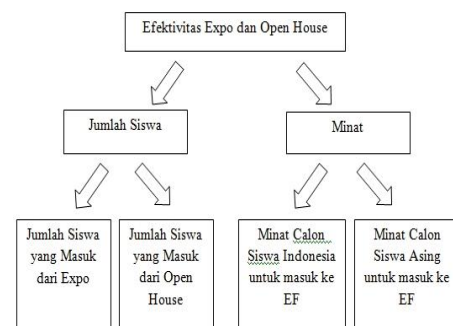 Efektivitas Expo dan Open House
Jumlah Siswa
Minat
Jumlah Siswa
yang Masuk
dari Expo
Jumlah Siswa
yang Masuk
dari Open
House
Minat Calon
Siswa Indonesia
untuk masuk ke
EF
Minat Calon
Siswa Asing
untuk masuk ke
EF